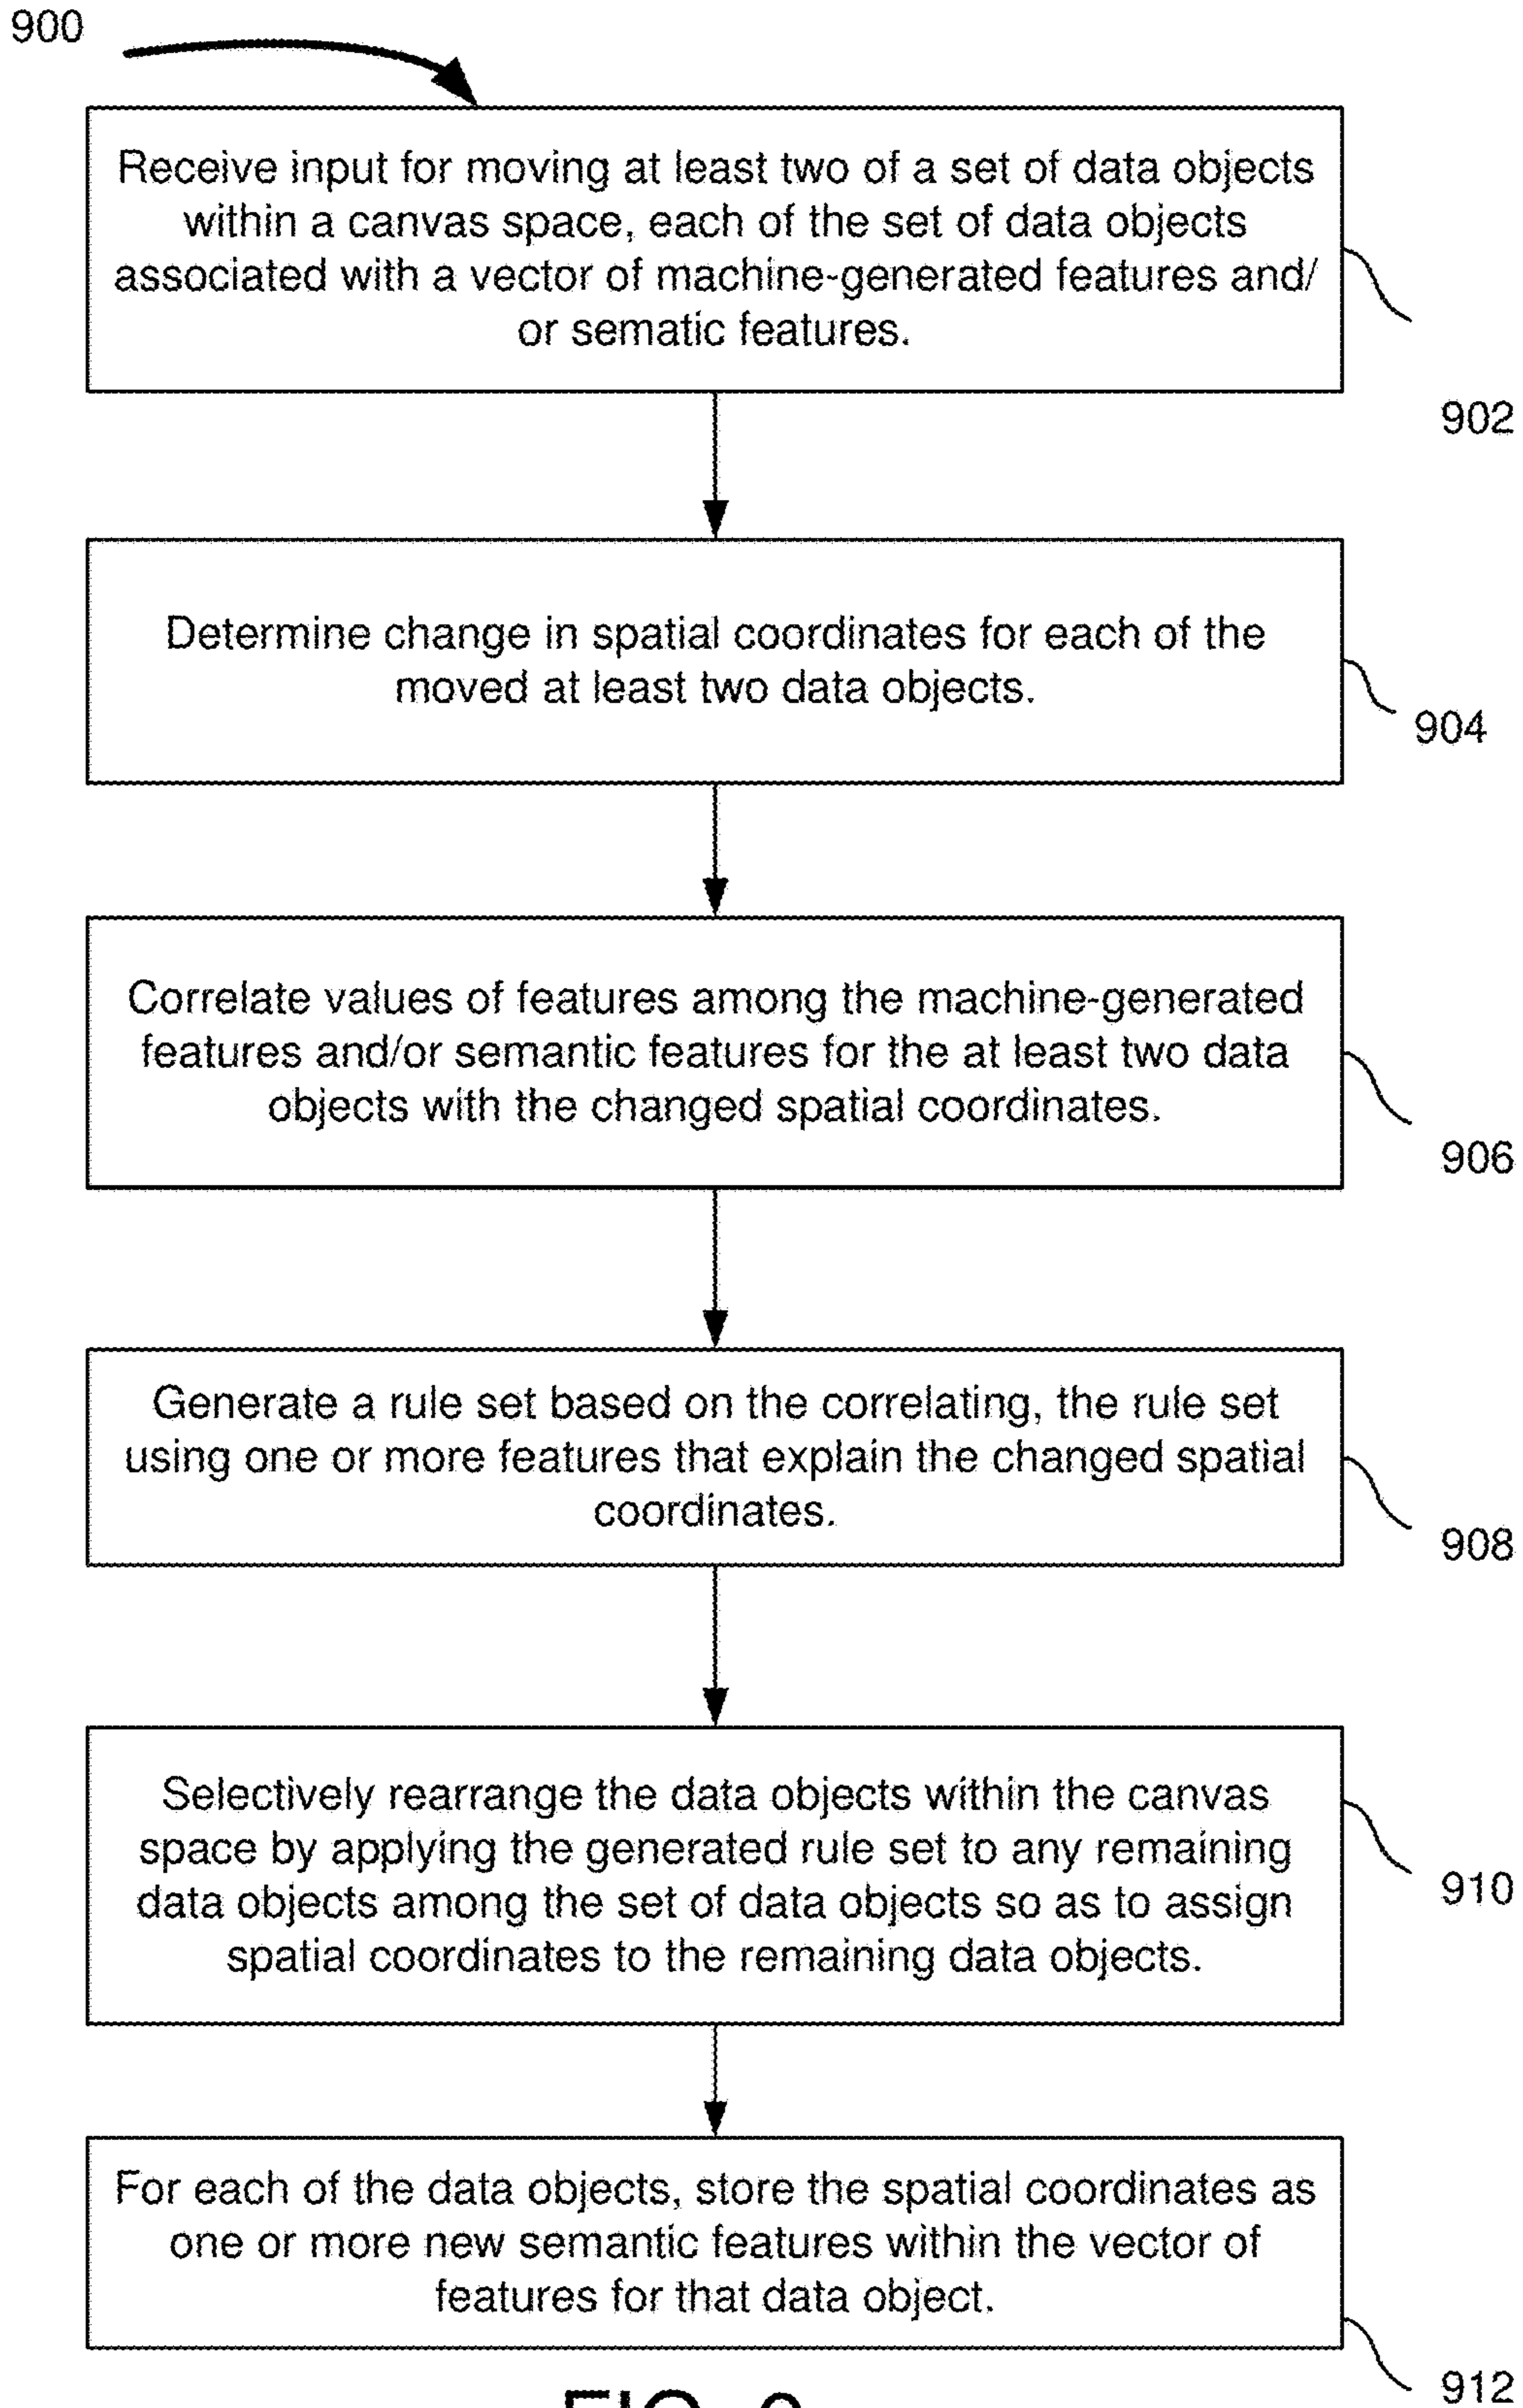 900
Receive input for moving at least two of a set of data objects
within a canvas space, each of the set of data objects
associated with a vector of machine-generated features and/
or sematic features.
902
Determine change in spatial coordinates for each of the
moved at least two data objects.
904
Correlate values of features among the machine-generated
features and/or semantic features for the at least two data
objects with the changed spatial coordinates.
906
Generate a rule set based on the correlating, the rule set
using one or more features that explain the changed spatial
coordinates.
908
Selectively rearrange the data objects within the canvas
space by applying the generated rule set to any remaining
data objects among the set of data objects so as to assign
spatial coordinates to the remaining data objects.
910
For each of the data objects, store the spatial coordinates as
one or more new semantic features within the vector of
features for that data object.
912
FIG.